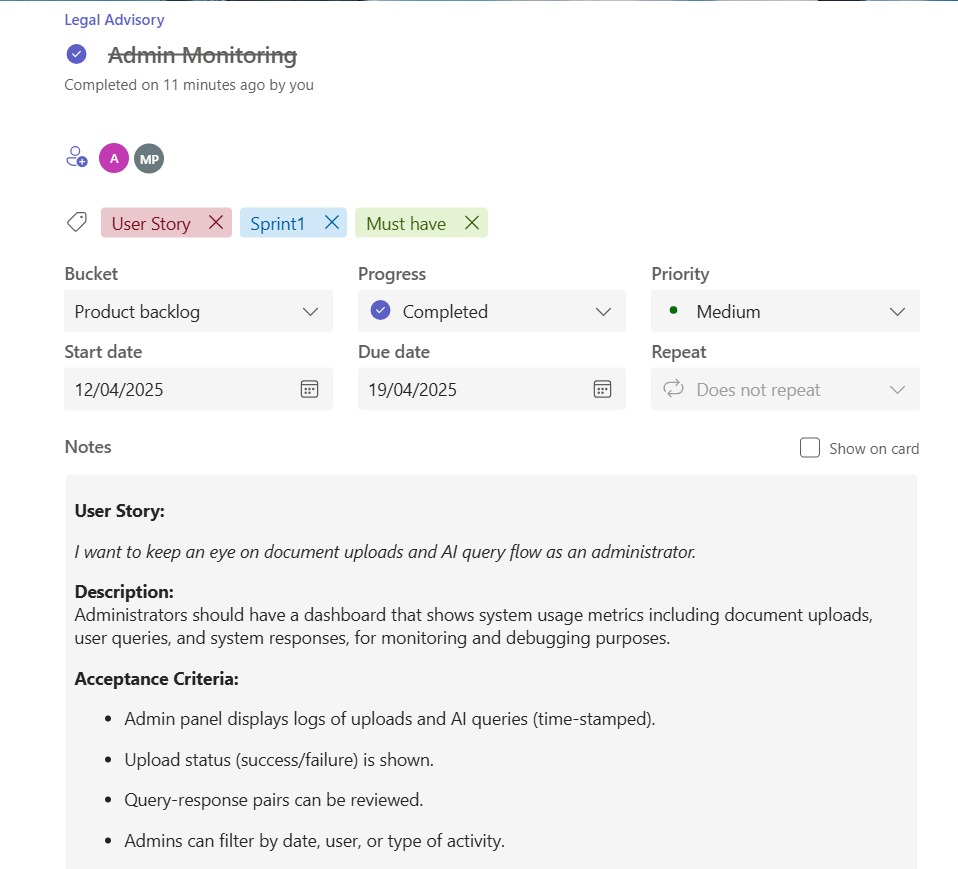 Legal Advisory
Admin Monitoring
Completed on 11 minutes ago by you
A MP
User Story Sprint1 Must have
Bucket Progress Priority
Product backlog Completed Medium
Start date Due date Repeat
12/04/2025 19/04/2025 Does not repeat
Notes Show on card
User Story:
I want to keep an eye on document uploads and AI query flow as an administrator.
Description:
Administrators should have a dashboard that shows system usage metrics including document uploads,
user queries, and system responses, for monitoring and debugging purposes.
Acceptance Criteria:
• Admin panel displays logs of uploads and AI queries (time-stamped).
• Upload status (success/failure) is shown.
• Query-response pairs can be reviewed.
• Admins can filter by date, user, or type of activity.